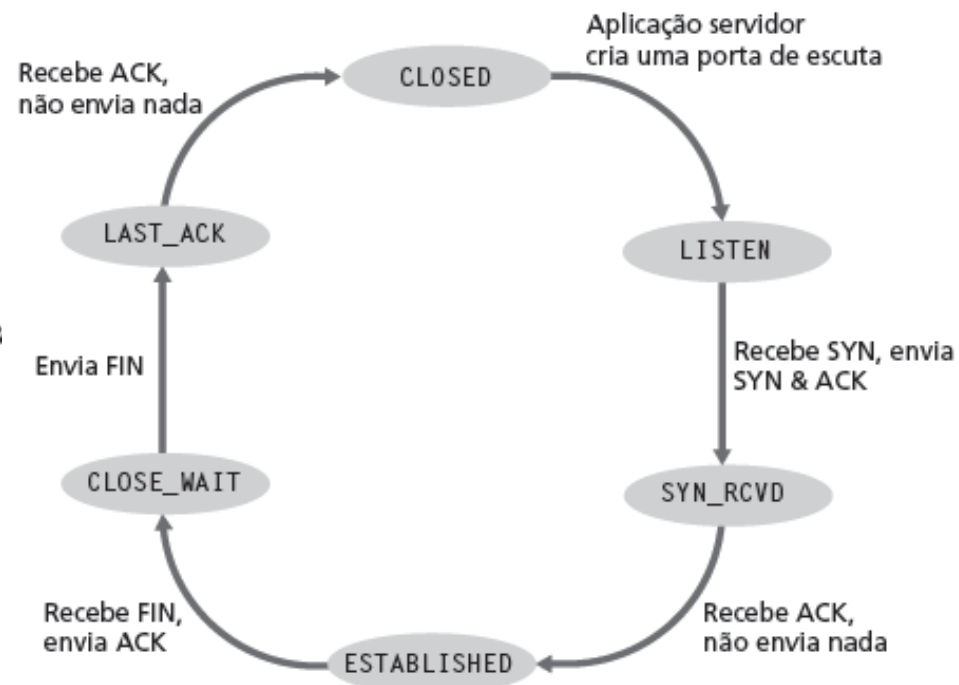 Aplicação servidor
cria uma porta de escuta
Recebe ACK,
não envia nada
CLOSED
LAST_ACK
LISTEN
Envia FIN
Recebe SYN, envia
SYN & ACK
CLOSE_WAIT
SYN_RCVD
Recebe FIN,
envia ACK
Recebe ACK,
não envia nada
ESTABLISHED